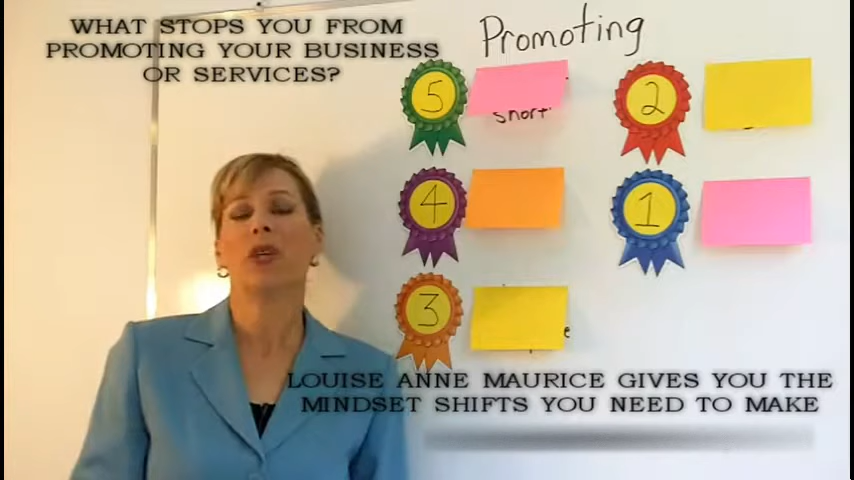 WHAT STOPS YOU FROM
PROMOTING YOUR BUSINESS
OR SERVICES?
Promoting
5
2
4
1
3
LOUISE ANNE MAURICE GIVES YOU THE
MINDSET SHIFTS YOU NEED TO MAKE